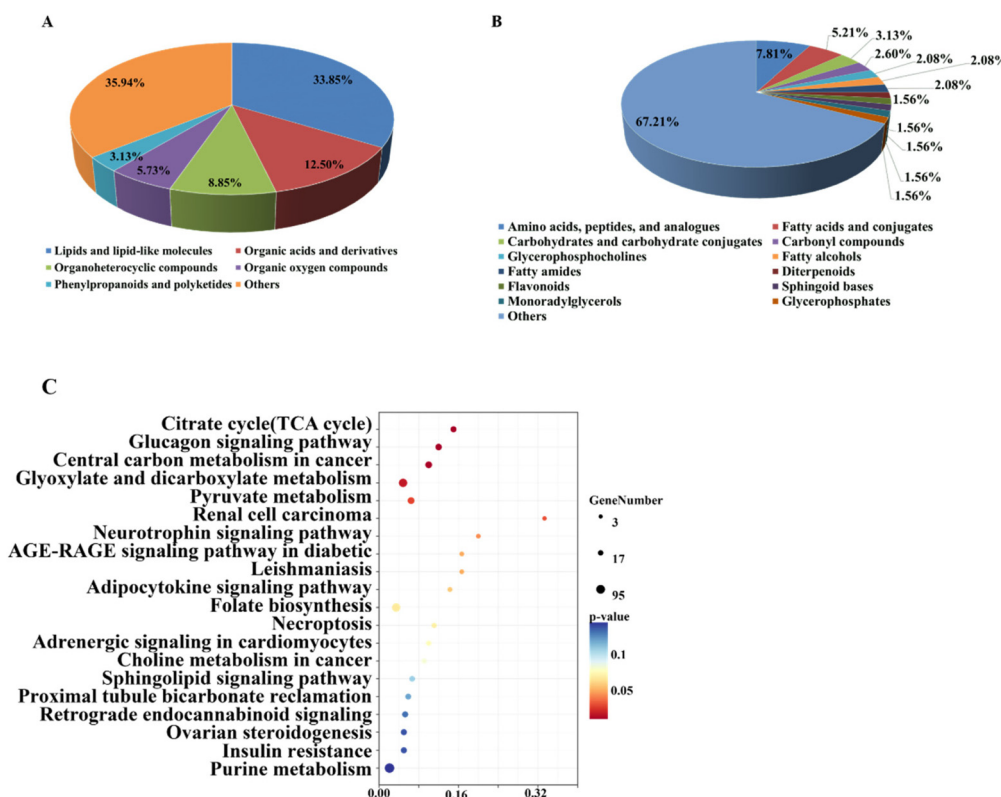 A
35.94%
33.85%
3.13%
5.73%
8.85%
12.50%
Lipids and lipid-like molecules
Organic acids and derivatives
Organoheterocyclic compounds
Organic oxygen compounds
Phenylpropanoids and polyketides
Others
B
7.81%
5.21%
3.13%
2.60%
2.08%
2.08%
2.08%
1.56%
1.56%
1.56%
1.56%
1.56%
67.21%
Amino acids, peptides, and analogues
Fatty acids and conjugates
Carbohydrates and carbohydrate conjugates
Carbonyl compounds
Glycerophosphocholines
Fatty alcohols
Fatty amides
Diterpenoids
Flavonoids
Sphingoid bases
Monoradylglycerols
Glycerophosphates
Others
C
Citrate cycle(TCA cycle)
Glucagon signaling pathway
Central carbon metabolism in cancer
Glyoxylate and dicarboxylate metabolism
Pyruvate metabolism
Renal cell carcinoma
Neurotrophin signaling pathway
AGE-RAGE signaling pathway in diabetic
Leishmaniasis
Adipocytokine signaling pathway
Folate biosynthesis
Necroptosis
Adrenergic signaling in cardiomyocytes
Choline metabolism in cancer
Sphingolipid signaling pathway
Proximal tubule bicarbonate reclamation
Retrograde endocannabinoid signaling
Ovarian steroidogenesis
Insulin resistance
Purine metabolism
0.00
0.16
0.32
GeneNumber
3
17
95
p-value
0.1
0.05